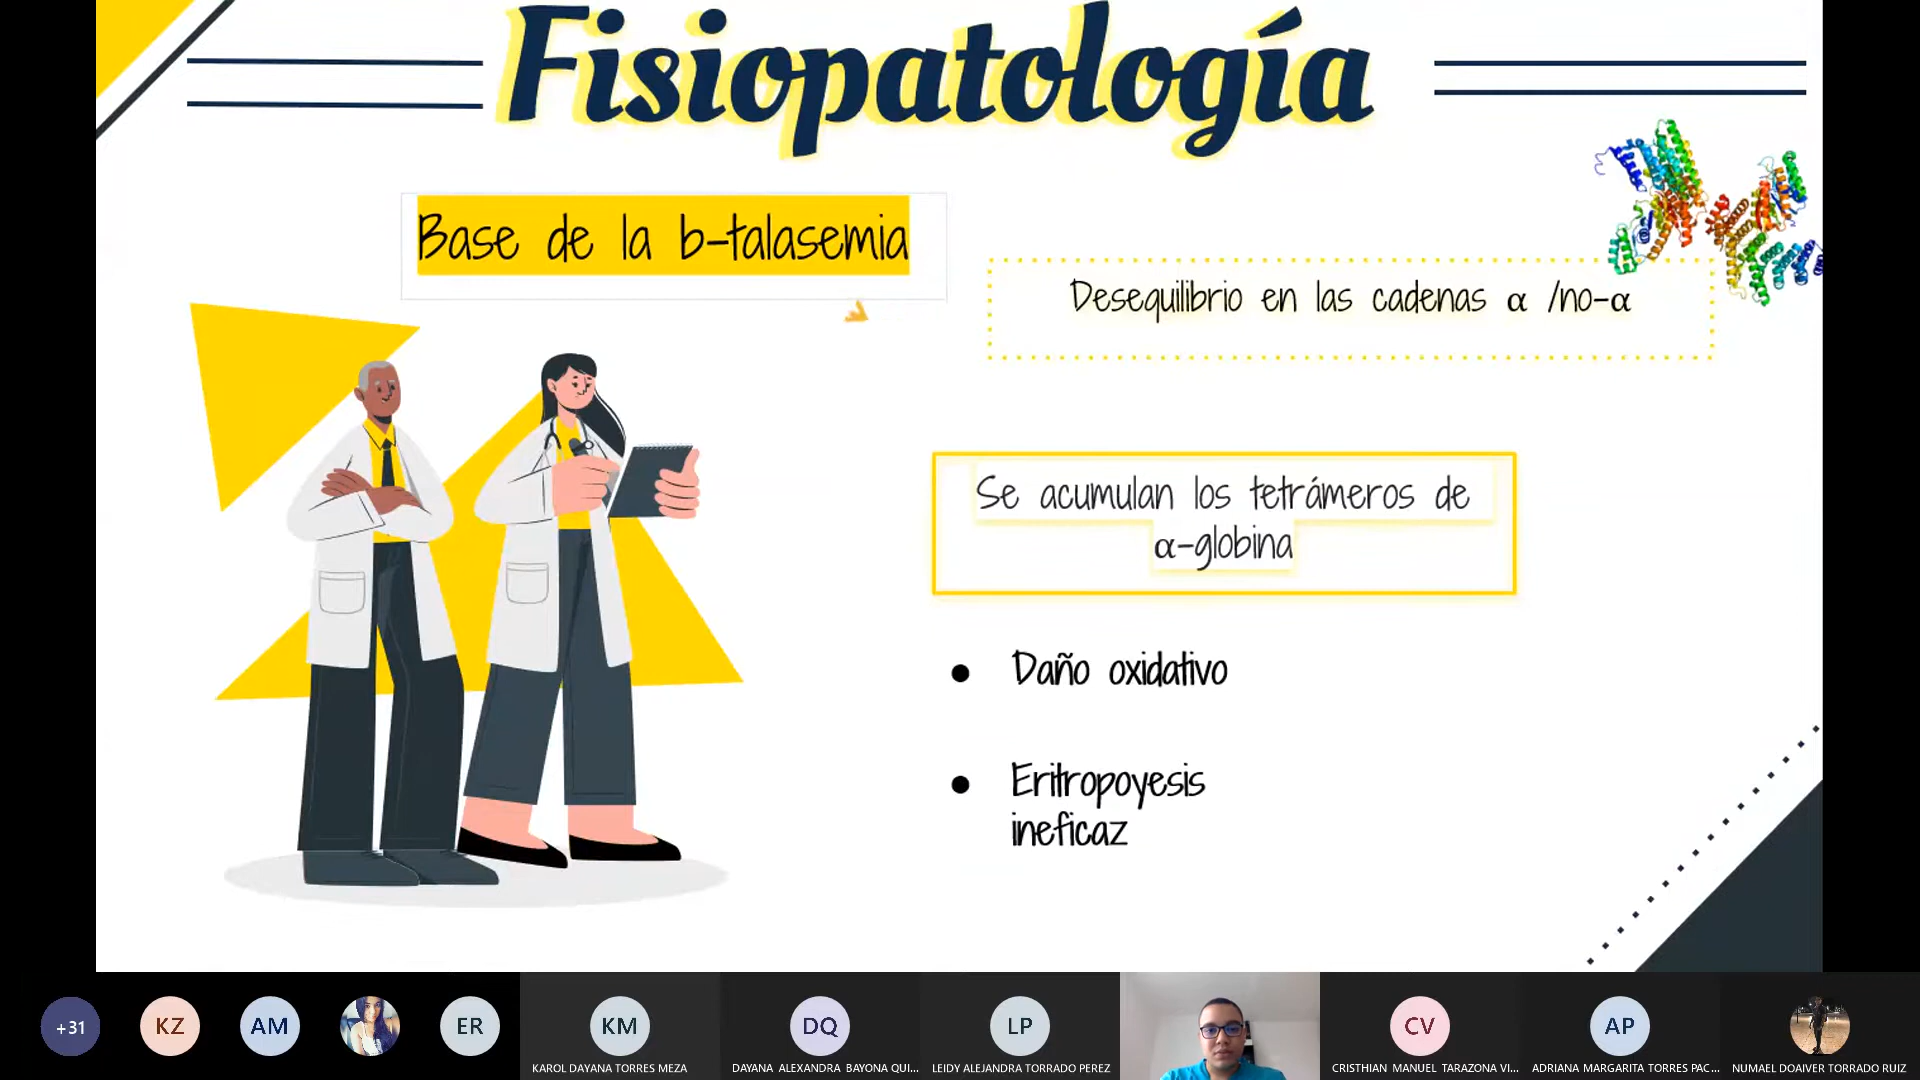 Fisiopatología
Base de la b-talasemia
Desequilibrio en las cadenas α /no-α
Se acumulan los tetrámeros de
α-globina
● Daño oxidativo
● Eritropoyesis
ineficaz
+31
KZ
AM
ER
KM
DQ
LP
CV
AP
KAROL DAYANA TORRES MEZA
DAYANA ALEXANDRA BAYONA QUI...
LEIDY ALEJANDRA TORRADO PEREZ
CRISTHIAN MANUEL TARAZONA VI...
ADRIANA MARGARITA TORRES PAC...
NUMAEL DOAIVER TORRADO RUIZ